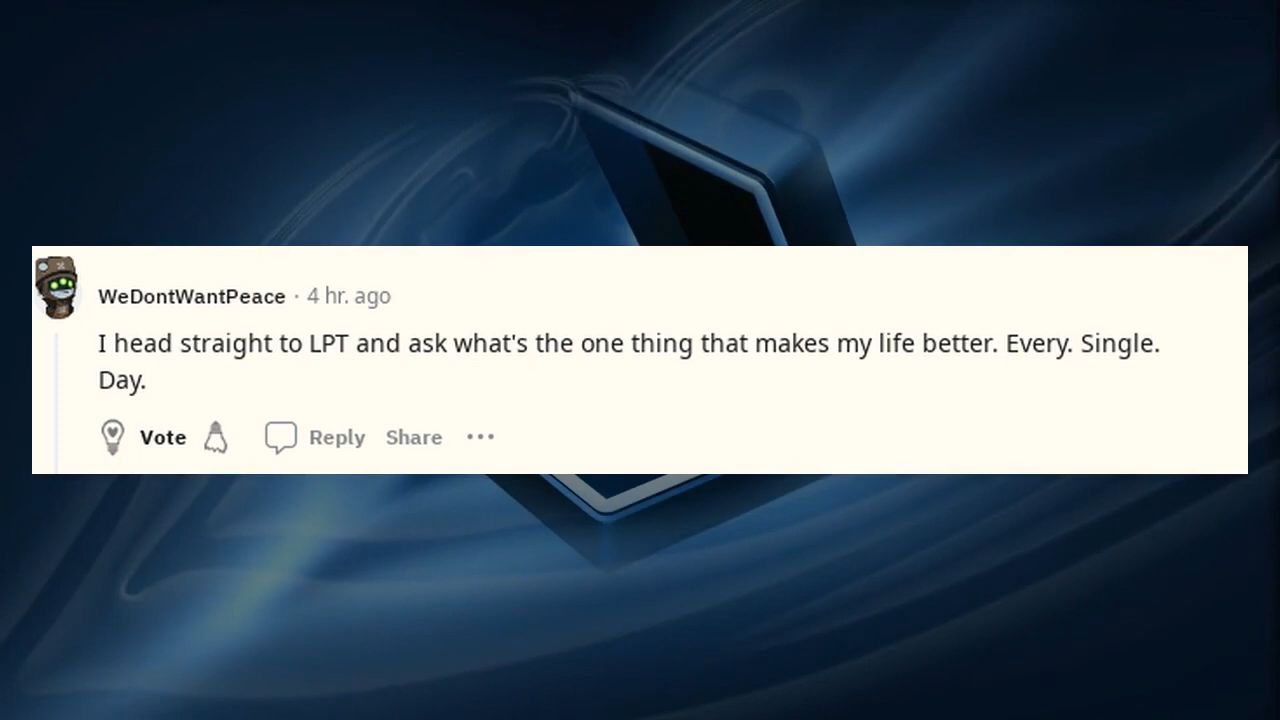 WeDontWantPeace · 4 hr. ago
I head straight to LPT and ask what's the one thing that makes my life better. Every. Single.
Day.
Vote Reply Share ···